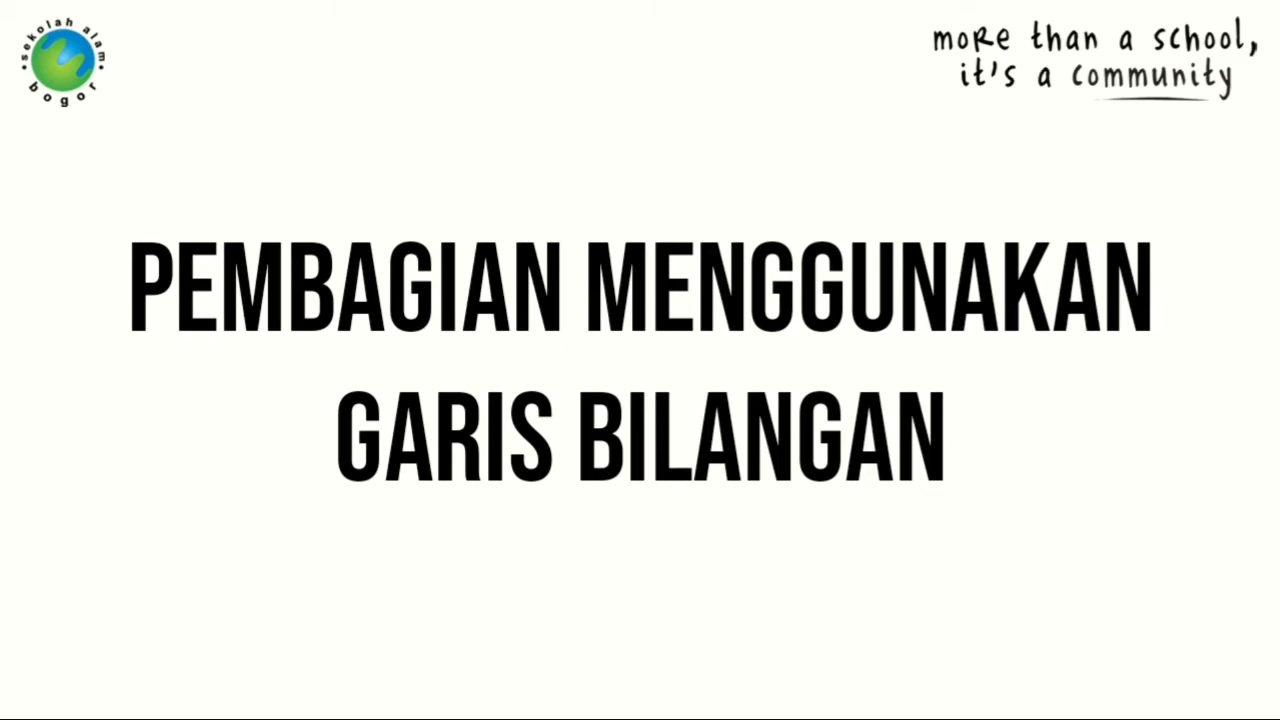 sekolah alam
bogor
more than a school,
it's a community
PEMBAGIAN MENGGUNAKAN
GARIS BILANGAN